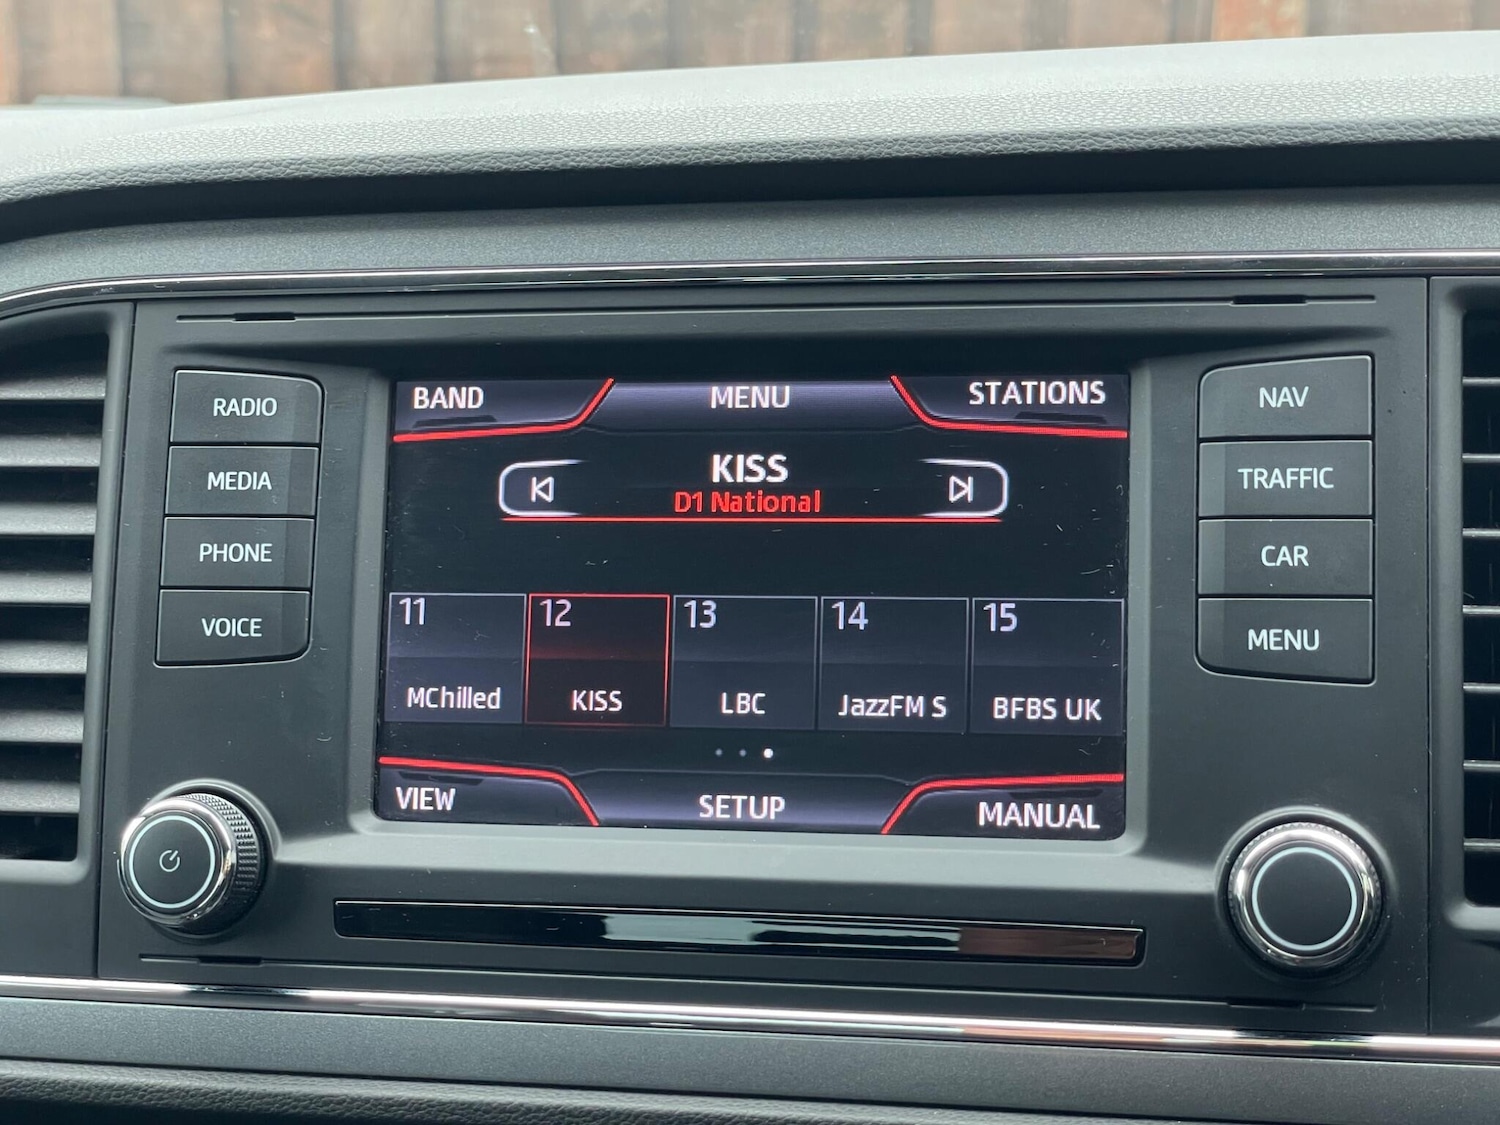 RADIO
MEDIA
PHONE
VOICE
BAND
MENU
STATIONS
KISS
D1 National
11
12
13
14
15
MChilled
KISS
LBC
JazzFM S
BFBS UK
VIEW
SETUP
MANUAL
NAV
TRAFFIC
CAR
MENU